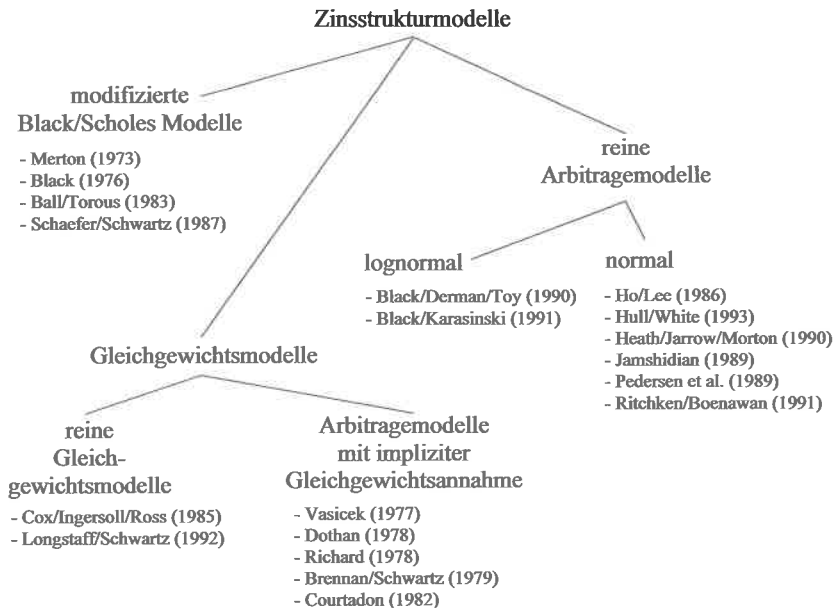 Zinsstrukturmodelle
modifizierte
Black/Scholes Modelle
- Merton (1973)
- Black (1976)
- Ball/Torous (1983)
- Schaefer/Schwartz (1987)
reine
Arbitragemodelle
lognormal
- Black/Derman/Toy (1990)
- Black/Karasinski (1991)
normal
- Ho/Lee (1986)
- Hull/White (1993)
- Heath/Jarrow/Morton (1990)
- Jamshidian (1989)
- Pedersen et al. (1989)
- Ritchken/Boenawan (1991)
Gleichgewichtsmodelle
reine
Gleich-
gewichtsmodelle
- Cox/Ingersoll/Ross (1985)
- Longstaff/Schwartz (1992)
Arbitragemodelle
mit impliziter
Gleichgewichtsannahme
- Vasicek (1977)
- Dothan (1978)
- Richard (1978)
- Brennan/Schwartz (1979)
- Courtadon (1982)